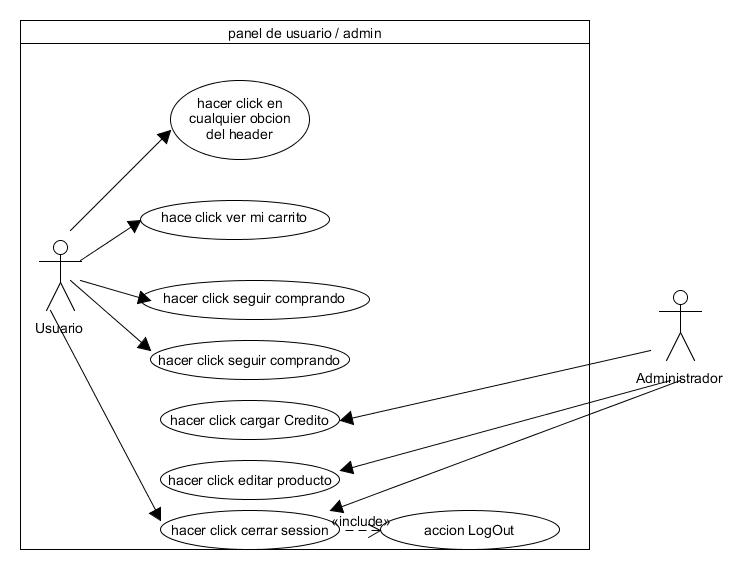 panel de usuario / admin
hacer click en
cualquier obcion
del header
hace click ver mi carrito
hacer click seguir comprando
Usuario
hacer click seguir comprando
Administrador
hacer click cargar Credito
hacer click editar producto
«include»
hacer click cerrar session
accion LogOut